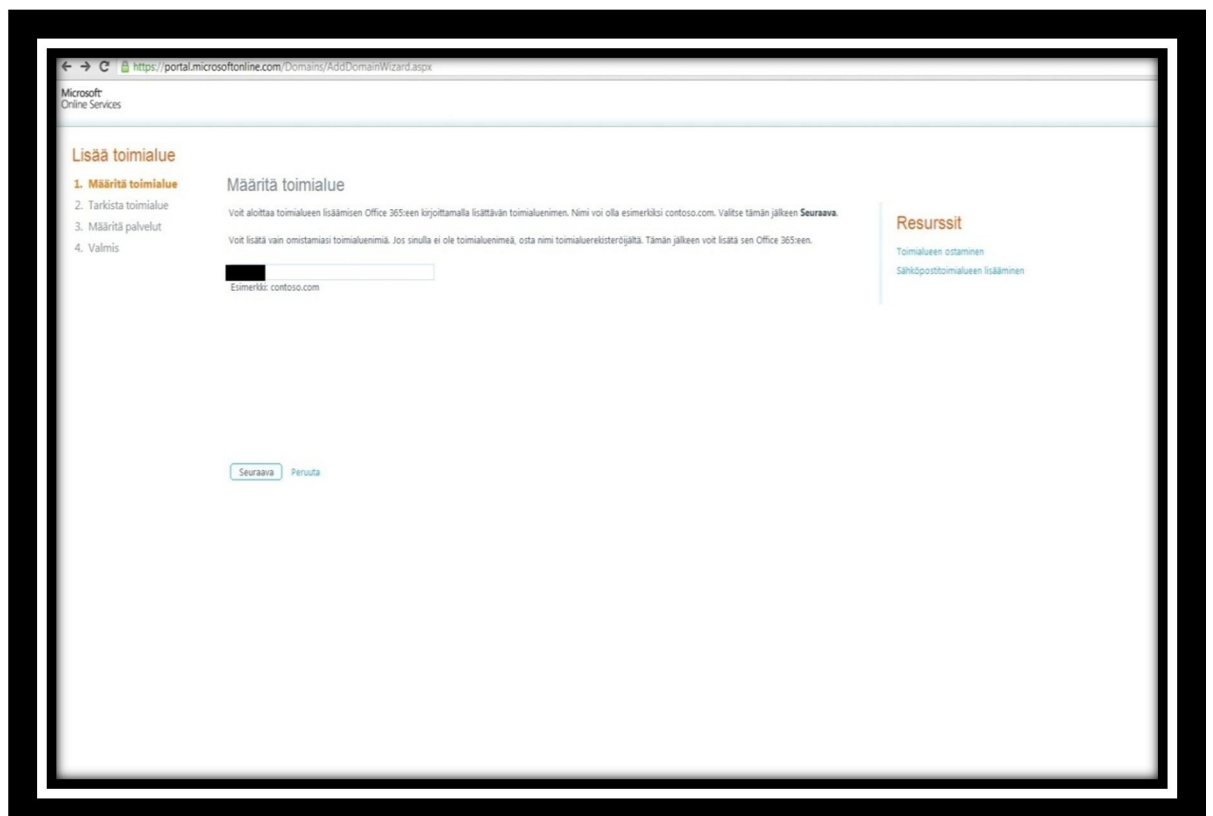 https://portal.microsoftonline.com/Domains/AddDomainWizard.aspx
Microsoft
Online Services
Lisää toimialue
1. Määritä toimialue
2. Tarkista toimialue
3. Määritä palvelut
4. Valmis
Määritä toimialue
Voit aloittaa toimialueen lisäämisen Office 365:een kirjoittamalla lisättävän toimialuenimen. Nimi voi olla esimerkiksi contoso.com. Valitse tämän jälkeen Seuraava.
Voit lisätä vain omistamiasi toimialuenimiä. Jos sinulla ei ole toimialuenimeä, osta nimi toimialuerekisteröijältä. Tämän jälkeen voit lisätä sen Office 365:een.
Esimerkki: contoso.com
Seuraava Peruuta
Resurssit
Toimialueen ostaminen
Sähköpostitoimialueen lisääminen